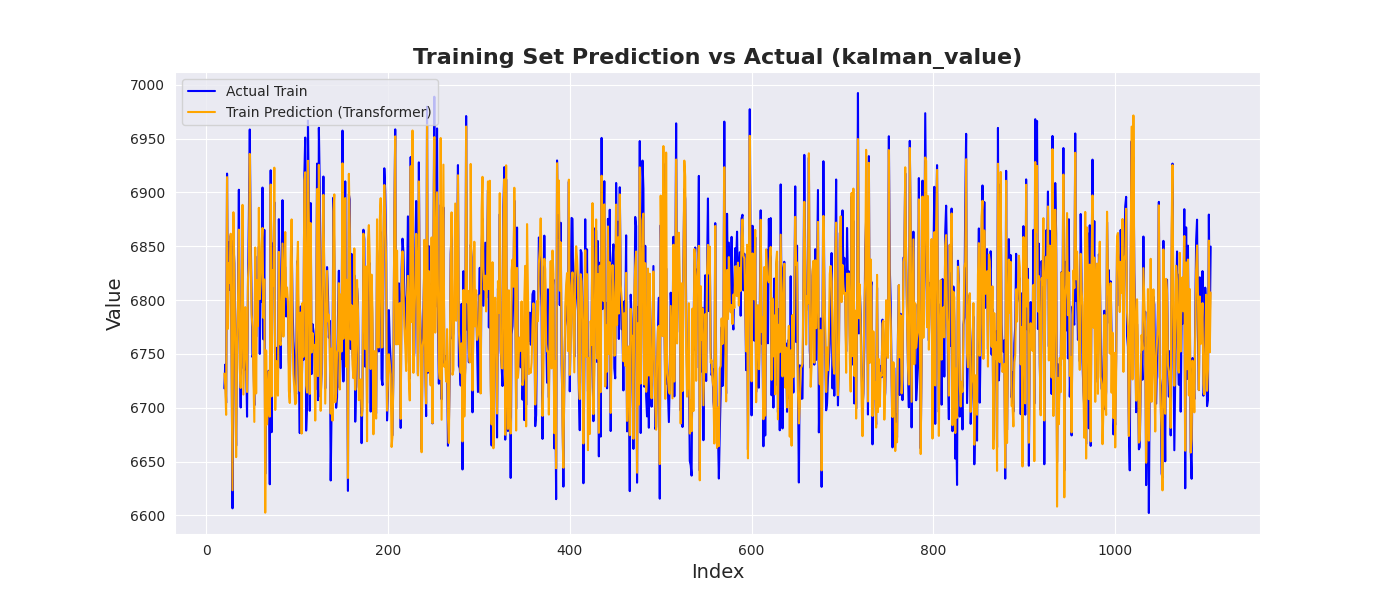 Training Set Prediction vs Actual (kalman_value)
Actual Train
Train Prediction (Transformer)
Value
7000
6950
6900
6850
6800
6750
6700
6650
6600
0 200 400 600 800 1000
Index